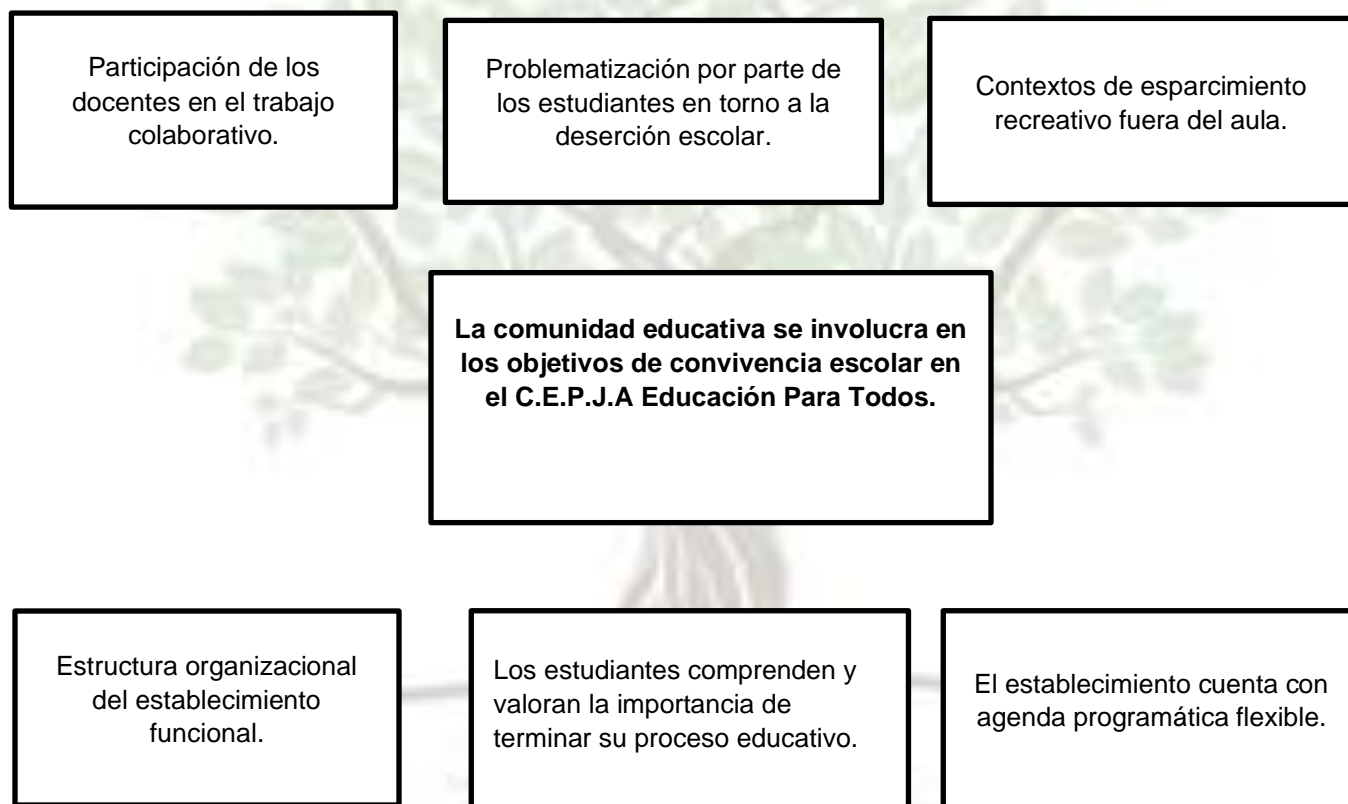 Participación de los
docentes en el trabajo
colaborativo.
Problematización por parte de
los estudiantes en torno a la
deserción escolar.
Contextos de esparcimiento
recreativo fuera del aula.
La comunidad educativa se involucra en
los objetivos de convivencia escolar en
el C.E.P.J.A Educación Para Todos.
Estructura organizacional
del establecimiento
funcional.
Los estudiantes comprenden y
valoran la importancia de
terminar su proceso educativo.
El establecimiento cuenta con
agenda programática flexible.